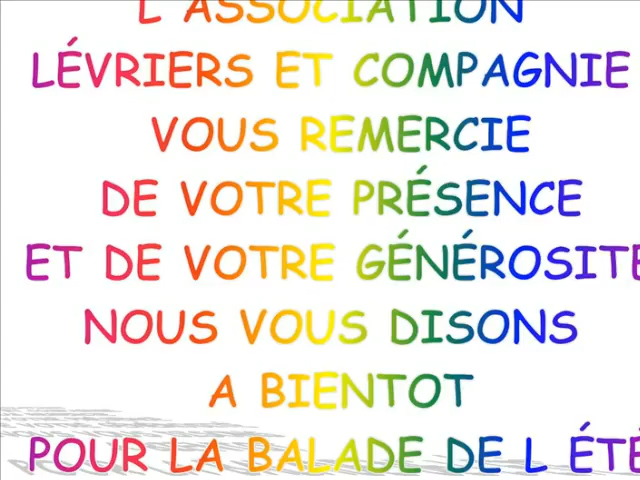 L'ASSOCIATION
LÉVRIERS ET COMPAGNIE
VOUS REMERCIE
DE VOTRE PRÉSENCE
ET DE VOTRE GÉNÉROSITÉ
NOUS VOUS DISONS
A BIENTOT
POUR LA BALADE DE L ÉTÉ